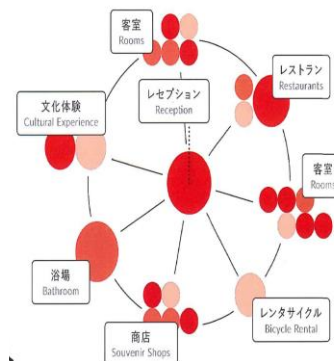 客室
Rooms
レセプション
Reception
レストラン
Restaurants
文化体験
Cultural Experience
客室
Rooms
浴場
Bathroom
レンタサイクル
Bicycle Rental
商店
Souvenir Shops